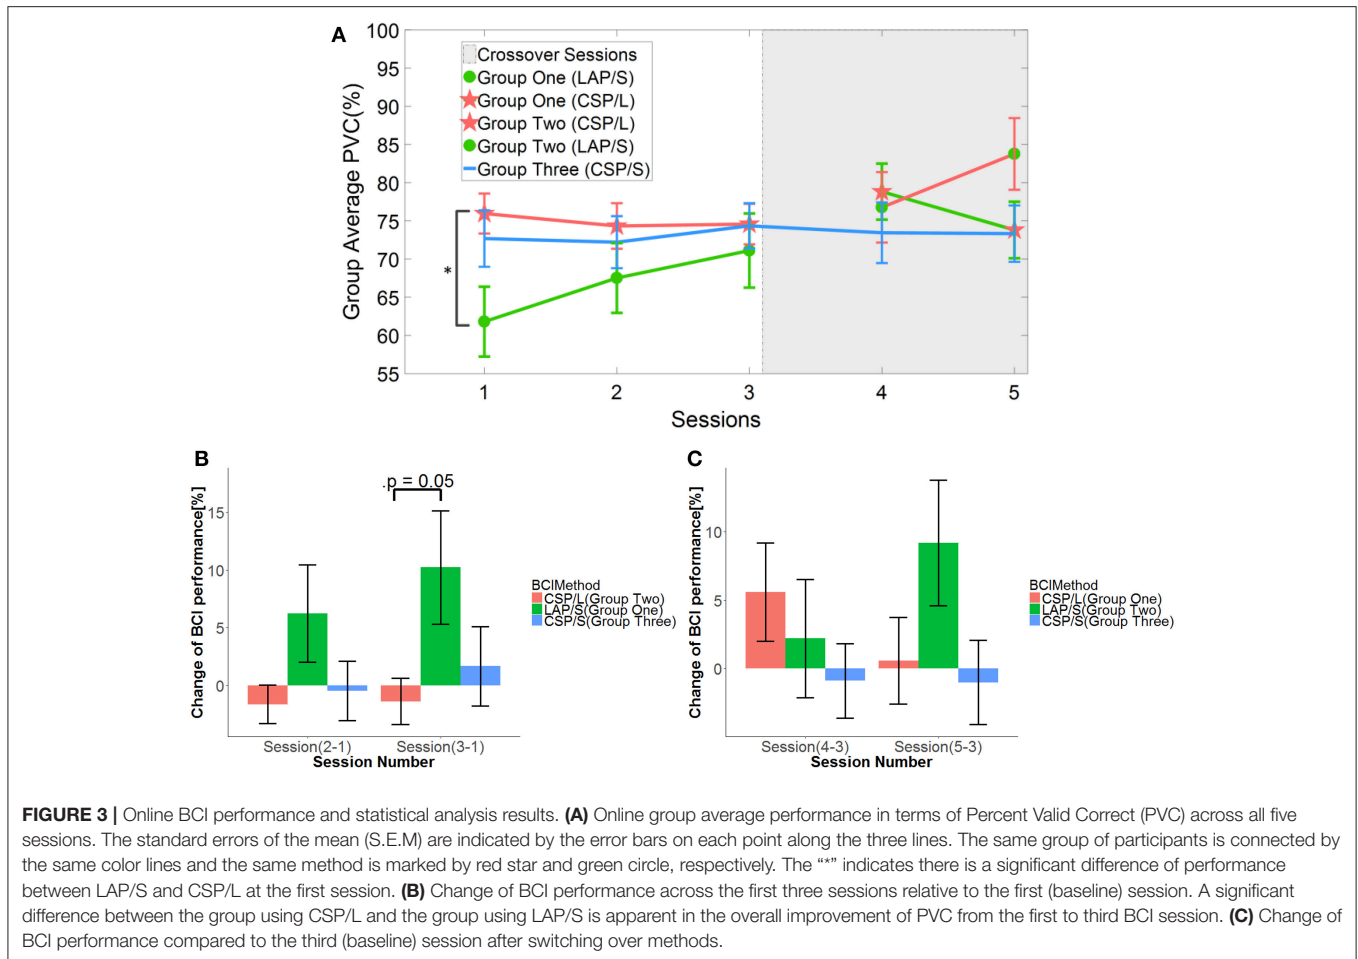 A
100
95
90
85
80
75
70
65
60
55
Group Average PVC(%)
Crossover Sessions
Group One (LAP/S)
Group One (CSP/L)
Group Two (CSP/L)
Group Two (LAP/S)
Group Three (CSP/S)
*
1 2 3 4 5
Sessions
B
.p = 0.05
15
10
5
0
Change of BCI performance[%]
Session(2-1) Session(3-1)
Session Number
BCIMethod
CSP/L(Group Two)
LAP/S(Group One)
CSP/S(Group Three)
C
10
5
0
Change of BCI performance[%]
Session(4-3) Session(5-3)
Session Number
BCIMethod
CSP/L(Group One)
LAP/S(Group Two)
CSP/S(Group Three)
FIGURE 3 | Online BCI performance and statistical analysis results. (A) Online group average performance in terms of Percent Valid Correct (PVC) across all five
sessions. The standard errors of the mean (S.E.M) are indicated by the error bars on each point along the three lines. The same group of participants is connected by
the same color lines and the same method is marked by red star and green circle, respectively. The “*” indicates there is a significant difference of performance
between LAP/S and CSP/L at the first session. (B) Change of BCI performance across the first three sessions relative to the first (baseline) session. A significant
difference between the group using CSP/L and the group using LAP/S is apparent in the overall improvement of PVC from the first to third BCI session. (C) Change of
BCI performance compared to the third (baseline) session after switching over methods.